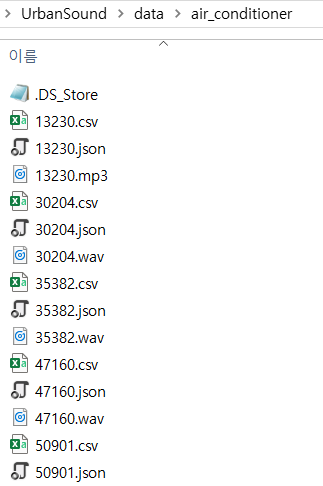 UrbanSound > data > air_conditioner
이름
.DS_Store
13230.csv
13230.json
13230.mp3
30204.csv
30204.json
30204.wav
35382.csv
35382.json
35382.wav
47160.csv
47160.json
47160.wav
50901.csv
50901.json